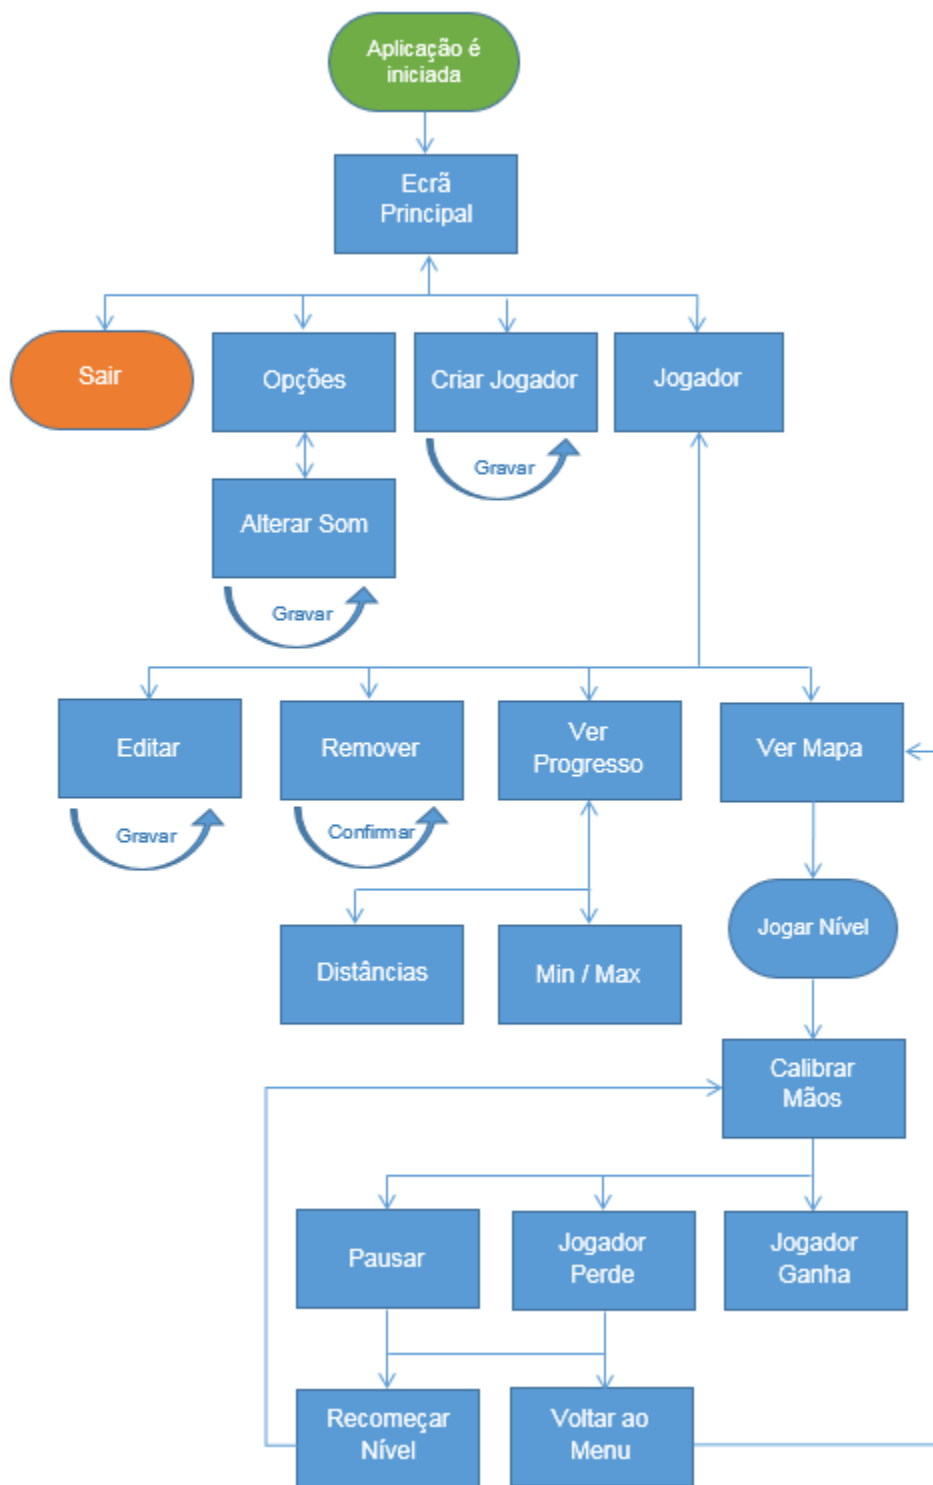 Aplicação é
iniciada
Ecrã
Principal
Sair
Opções
Criar Jogador
Jogador
Gravar
Alterar Som
Gravar
Editar
Remover
Ver
Progresso
Ver Mapa
Gravar
Confirmar
Jogar Nível
Distâncias
Min / Max
Calibrar
Mãos
Pausar
Jogador
Perde
Jogador
Ganha
Recomeçar
Nível
Voltar ao
Menu